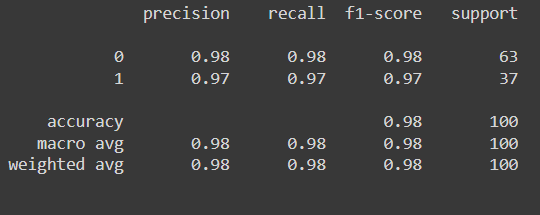 precision recall f1-score support
0 0.98 0.98 0.98 63
1 0.97 0.97 0.97 37
accuracy 0.98 100
macro avg 0.98 0.98 0.98 100
weighted avg 0.98 0.98 0.98 100